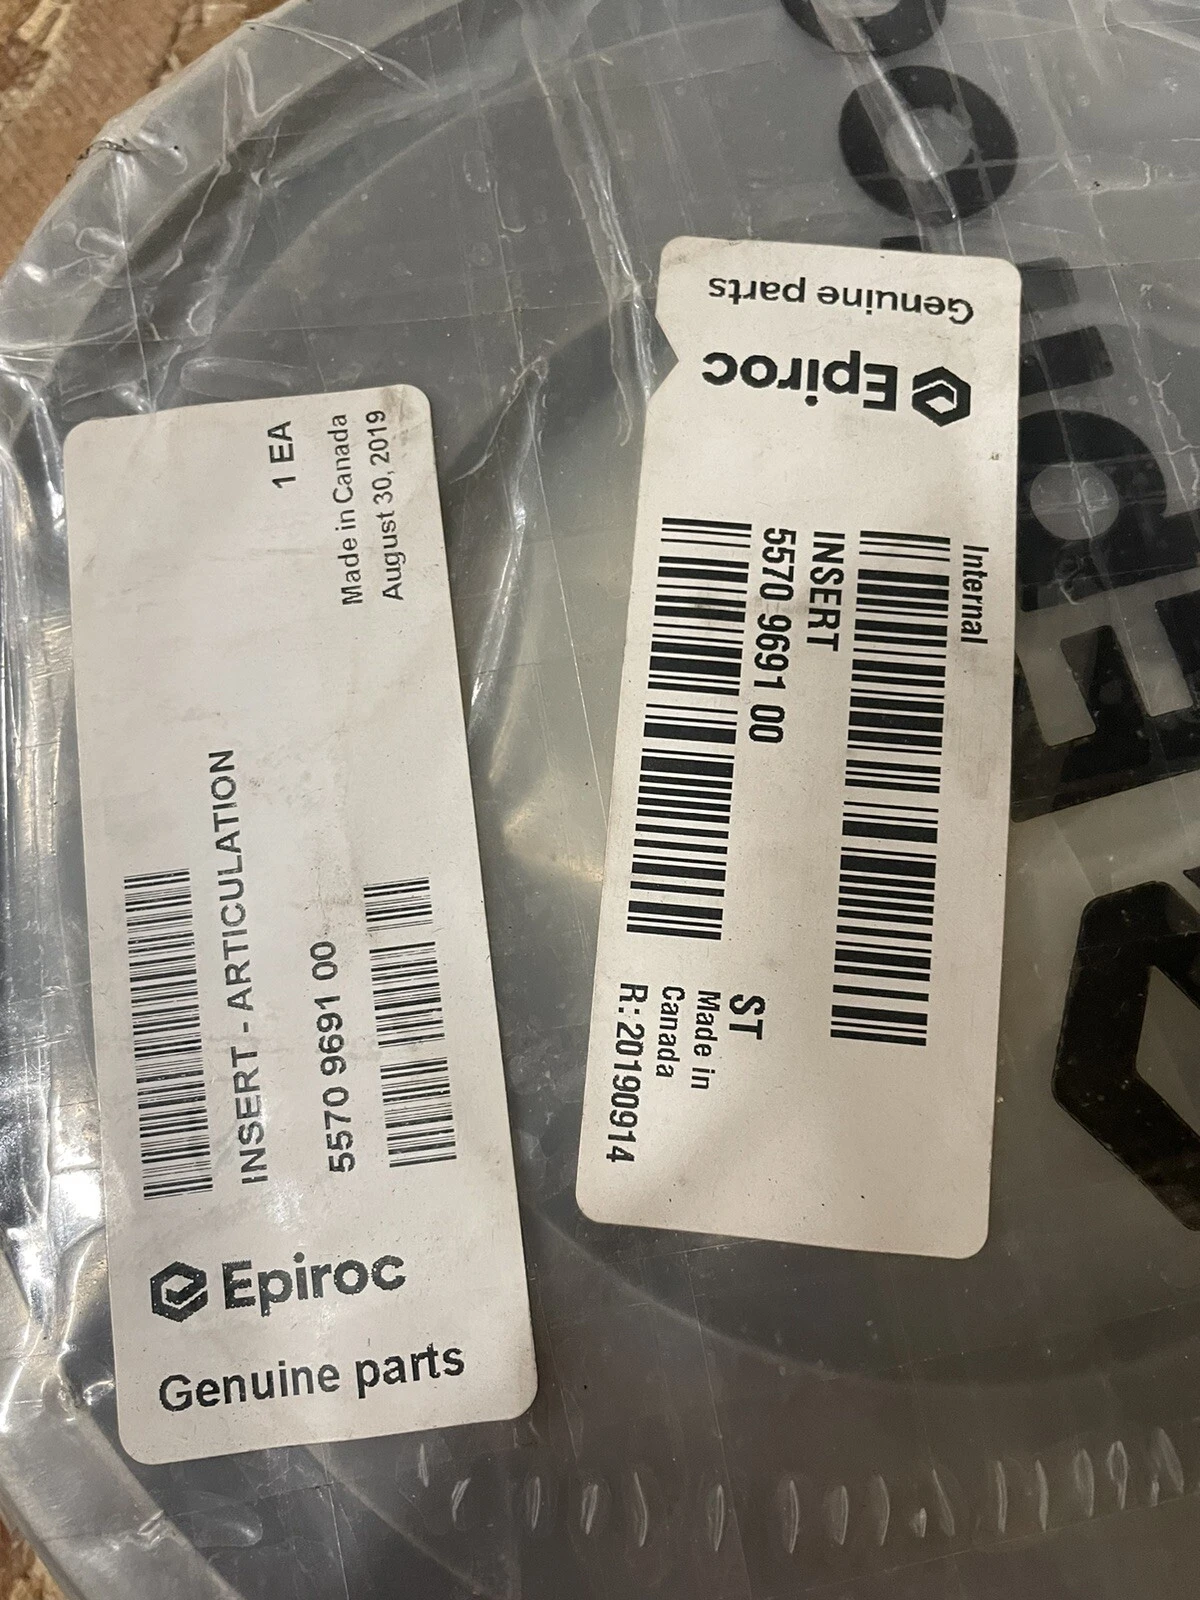 INSERT - ARTICULATION
1 EA
5570 9691 00
Made in Canada
August 30, 2019
Epiroc
Genuine parts
Genuine parts
Epiroc
Internal
INSERT
5570 9691 00
ST
Made in
Canada
R: 20190914
Epiroc